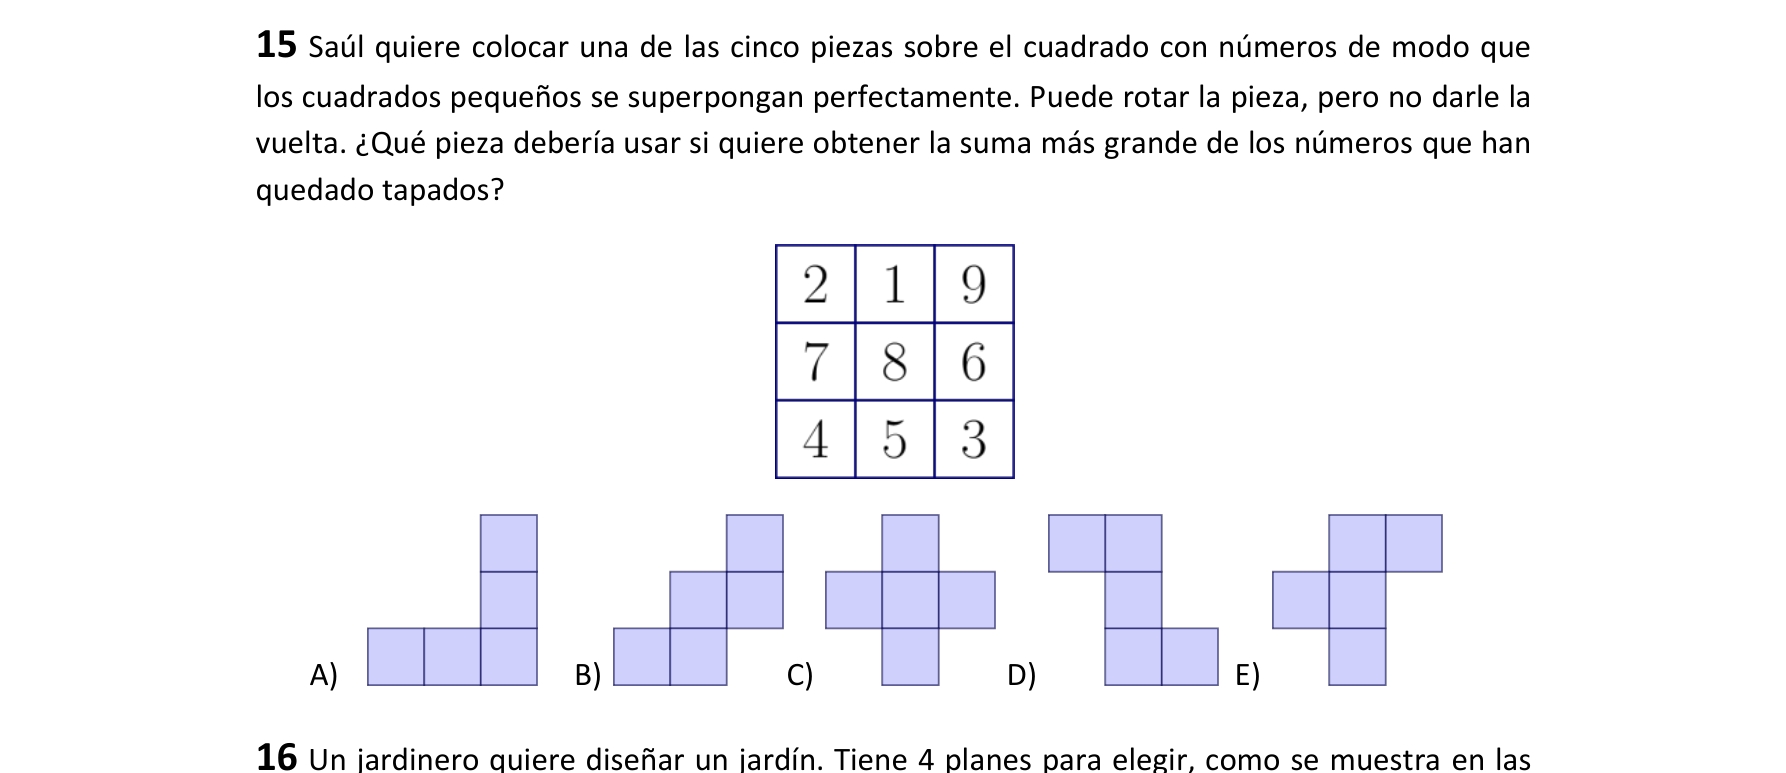 15 Saúl quiere colocar una de las cinco piezas sobre el cuadrado con números de modo que
los cuadrados pequeños se superpongan perfectamente. Puede rotar la pieza, pero no darle la
vuelta. ¿Qué pieza debería usar si quiere obtener la suma más grande de los números que han
quedado tapados?
2 1 9
7 8 6
4 5 3
A) B) C) D) E)
16 Un jardinero quiere diseñar un jardín. Tiene 4 planes para elegir, como se muestra en las